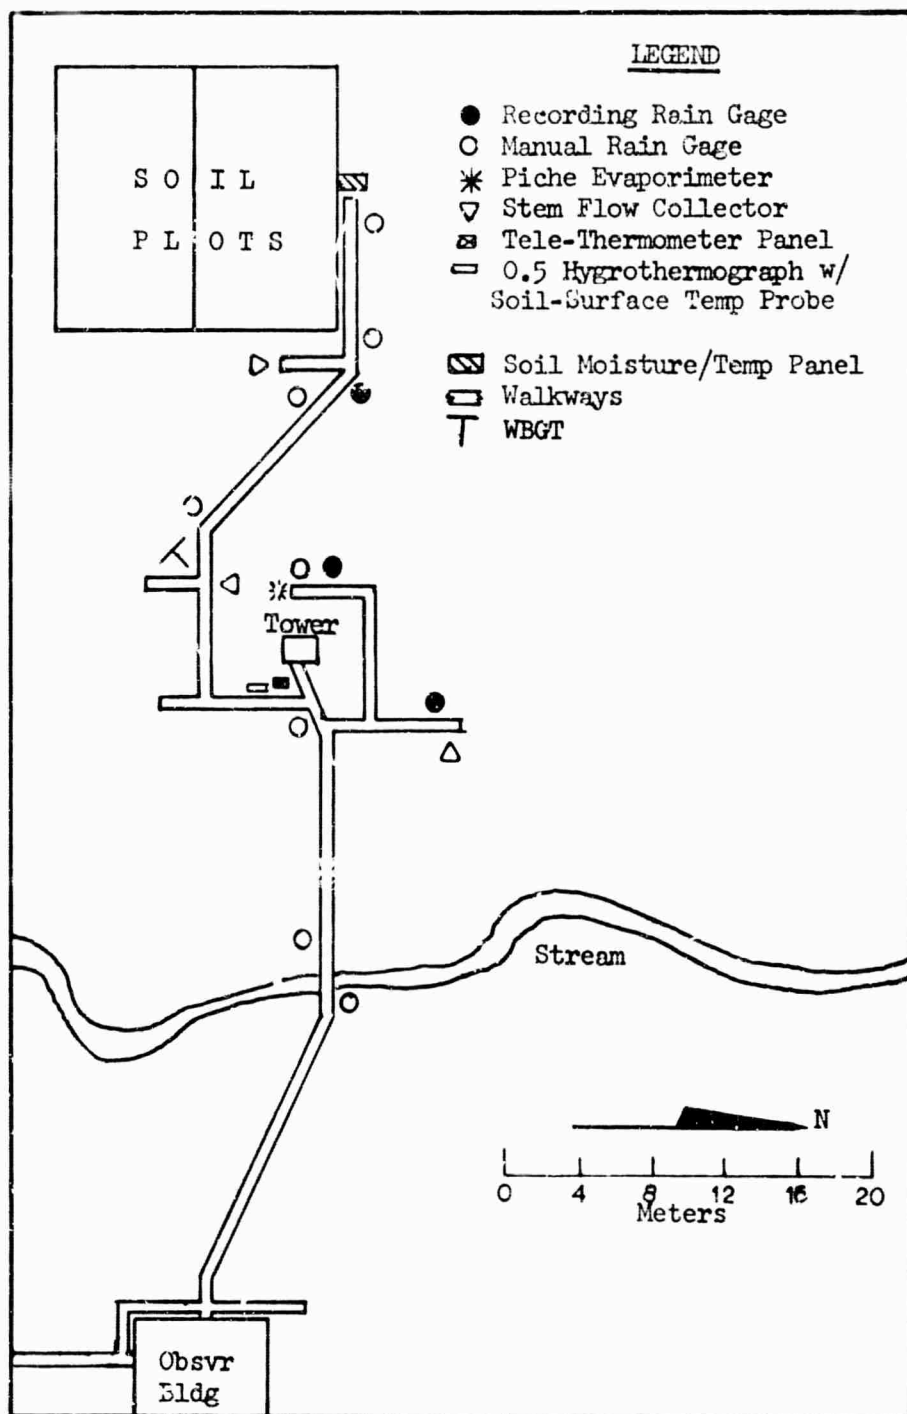 LEGEND
Recording Rain Gage
Manual Rain Gage
Piche Evaporimeter
Stem Flow Collector
Tele-Thermometer Panel
0.5 Hygrothermograph w/
Soil-Surface Temp Probe
Soil Moisture/Temp Panel
Walkways
WBGT
SOIL
PLOTS
Tower
Stream
N
0 4 8 12 16 20
Meters
Obsvr
Bldg